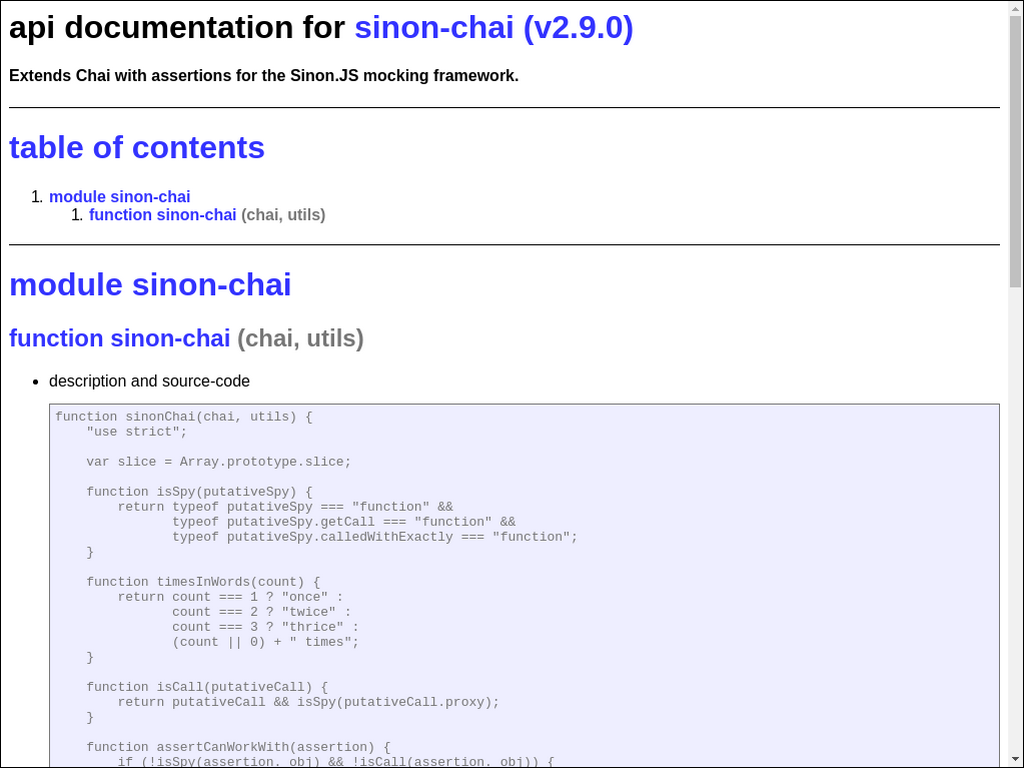 api documentation for sinon-chai (v2.9.0)
Extends Chai with assertions for the Sinon.JS mocking framework.
table of contents
1. module sinon-chai
1. function sinon-chai (chai, utils)
module sinon-chai
function sinon-chai (chai, utils)
• description and source-code
function sinonChai(chai, utils) {
    "use strict";
    var slice = Array.prototype.slice;
    function isSpy(putativeSpy) {
        return typeof putativeSpy === "function" &&
               typeof putativeSpy.getCall === "function" &&
               typeof putativeSpy.calledWithExactly === "function";
    }
    function timesInWords(count) {
        return count === 1 ? "once" :
               count === 2 ? "twice" :
               count === 3 ? "thrice" :
               (count || 0) + " times";
    }
    function isCall(putativeCall) {
        return putativeCall && isSpy(putativeCall.proxy);
    }
    function assertCanWorkWith(assertion) {
        if (!isSpy(assertion._obj) && !isCall(assertion._obj)) {